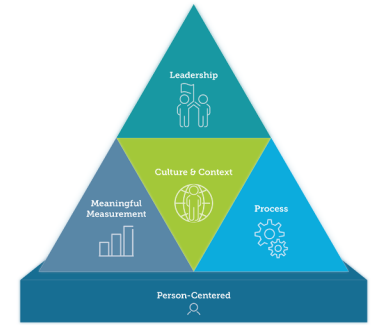 Leadership
Culture & Context
Meaningful
Measurement
Process
Person-Centered